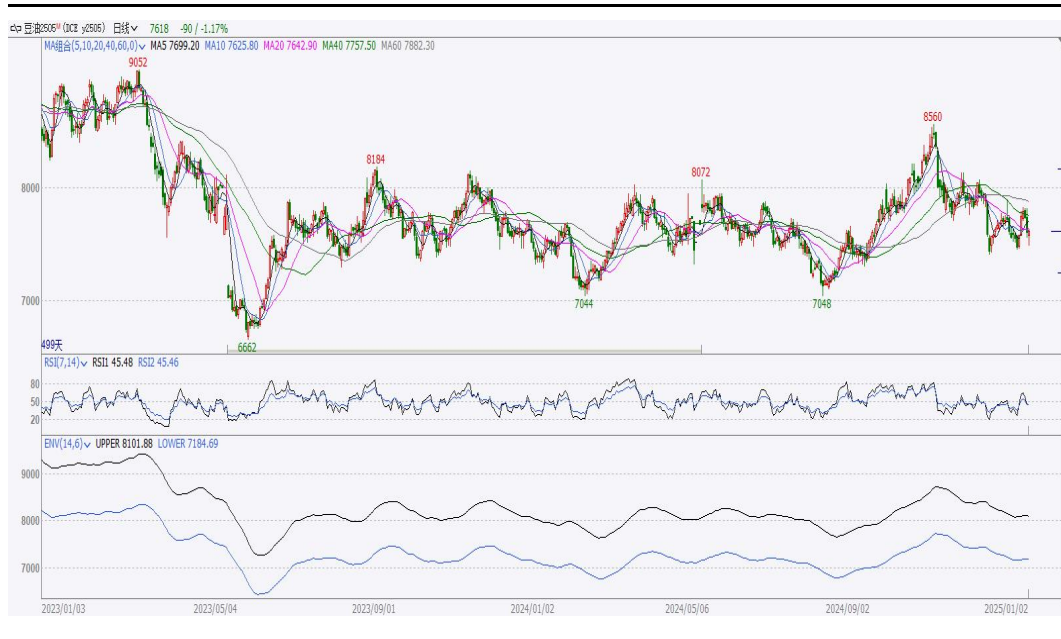 豆油2505M (DCE y2505) 日线 7618 -90 / -1.17%
MA组合(5,10,20,40,60,0) MA5 7699.20 MA10 7625.80 MA20 7642.90 MA40 7757.50 MA60 7882.30
9052
8560
8184
8072
8000
7044
7048
7000
6662
499天
RSI(7,14) RSI1 45.48 RSI2 45.46
80
50
20
ENV(14,6) UPPER 8101.88 LOWER 7184.69
9000
8000
7000
2023/01/03 2023/05/04 2023/09/01 2024/01/02 2024/05/06 2024/09/02 2025/01/02